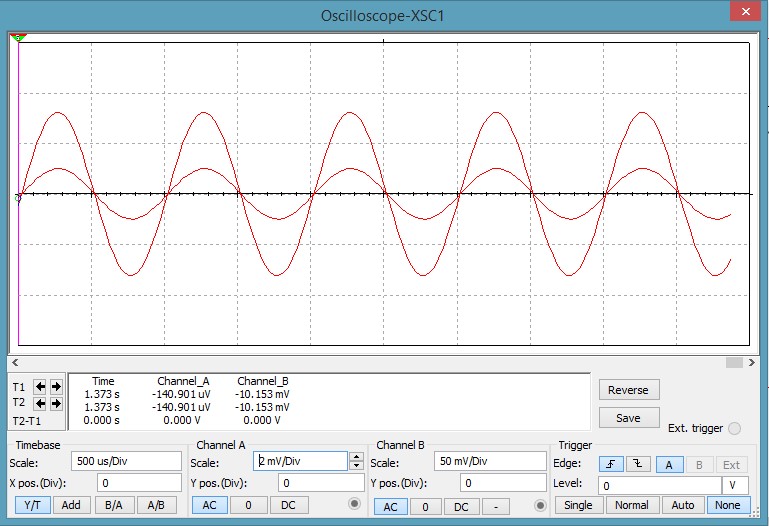 Oscilloscope-XSC1
Time Channel_A Channel_B
T1 1.373 s -140.901 uV -10.153 mV
T2 1.373 s -140.901 uV -10.153 mV
T2-T1 0.000 s 0.000 V 0.000 V
Reverse
Save
Ext. trigger
Timebase
Scale: 500 us/Div
X pos.(Div): 0
Y/T Add B/A A/B
Channel A
Scale: 2 mV/Div
Y pos.(Div): 0
AC 0 DC
Channel B
Scale: 50 mV/Div
Y pos.(Div): 0
AC 0 DC -
Trigger
Edge: A B Ext
Level: 0 V
Single Normal Auto None